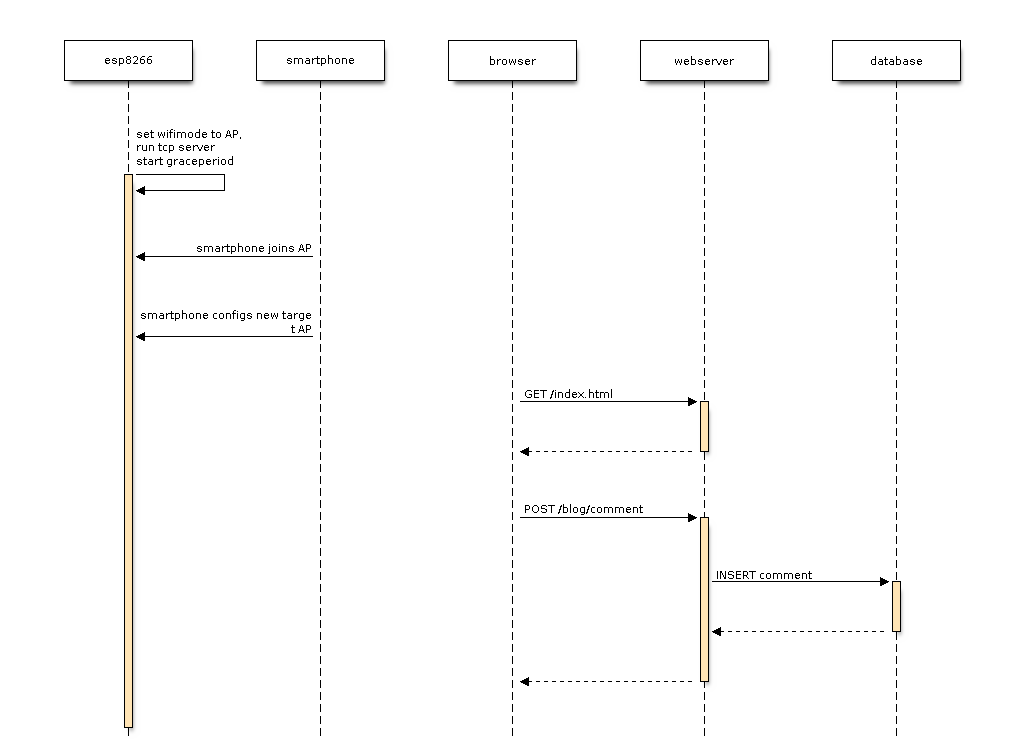 esp8266
smartphone
browser
webserver
database
set wifimode to AP,
run tcp server
start graceperiod
smartphone joins AP
smartphone configs new targe
t AP
GET /index.html
POST /blog/comment
INSERT comment